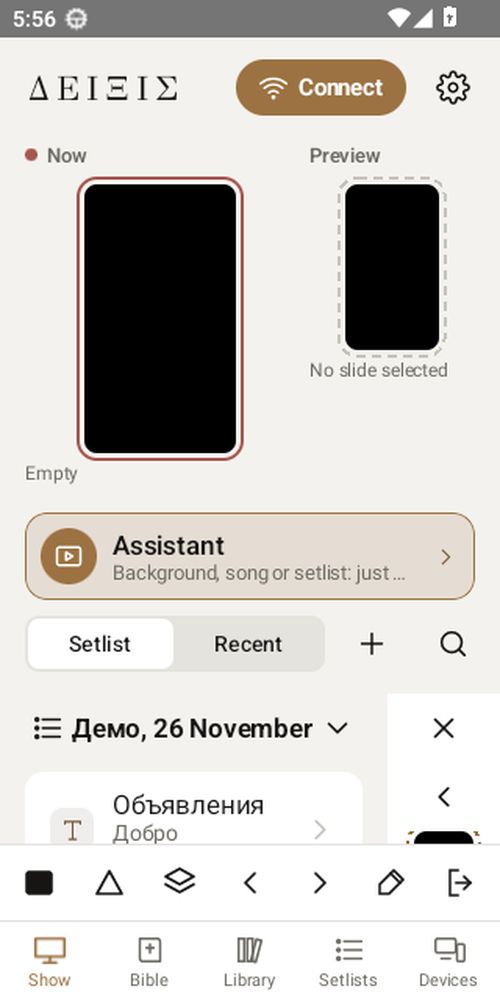 5:56
ΔΕΙΞΙΣ
Connect
Now
Preview
No slide selected
Empty
Assistant
Background, song or setlist: just ...
Setlist
Recent
Демо, 26 November
Объявления
T
Добро
Show
Bible
Library
Setlists
Devices